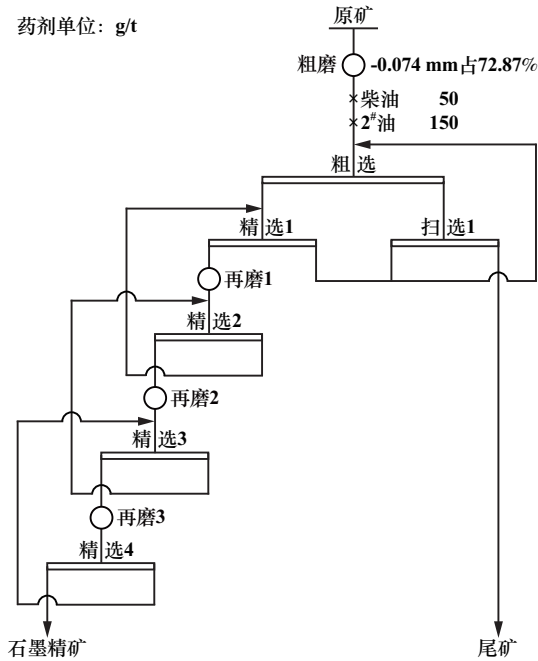 药剂单位：g/t
原矿
粗磨 -0.074 mm占72.87%
柴油 50
2#油 150
粗选
精选1
扫选1
再磨1
精选2
再磨2
精选3
再磨3
精选4
石墨精矿
尾矿